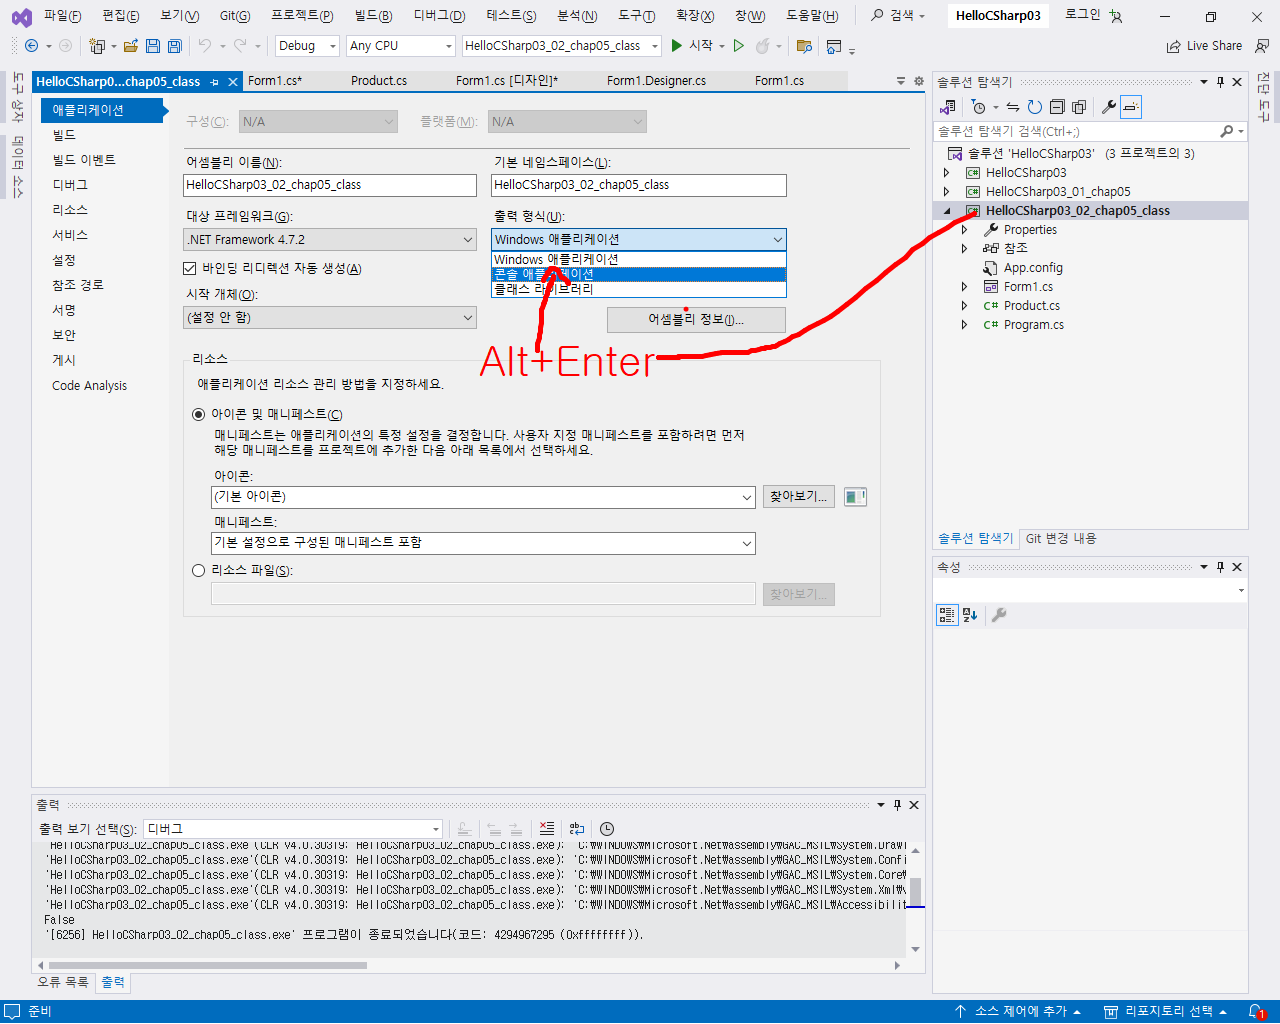 파일(F) 편집(E) 보기(V) Git(G) 프로젝트(P) 빌드(B) 디버그(D) 테스트(S) 분석(N) 도구(T) 확장(X) 창(W) 도움말(H) 검색 HelloCSharp03 로그인
Debug Any CPU HelloCSharp03_02_chap05_class 시작 Live Share
도구 상자
데이터 소스
HelloCSharp0...chap05_class Form1.cs* Product.cs Form1.cs [디자인]* Form1.Designer.cs Form1.cs
애플리케이션
빌드
빌드 이벤트
디버그
리소스
서비스
설정
참조 경로
서명
보안
게시
Code Analysis
구성(C): N/A 플랫폼(M): N/A
어셈블리 이름(N): 기본 네임스페이스(L):
HelloCSharp03_02_chap05_class HelloCSharp03_02_chap05_class
대상 프레임워크(G): 출력 형식(U):
.NET Framework 4.7.2 Windows 애플리케이션
Windows 애플리케이션
콘솔 애플리케이션
클래스 라이브러리
바인딩 리디렉션 자동 생성(A)
시작 개체(O):
(설정 안 함) 어셈블리 정보(I)...
Alt+Enter
리소스
애플리케이션 리소스 관리 방법을 지정하세요.
아이콘 및 매니페스트(C)
매니페스트는 애플리케이션의 특정 설정을 결정합니다. 사용자 지정 매니페스트를 포함하려면 먼저
해당 매니페스트를 프로젝트에 추가한 다음 아래 목록에서 선택하세요.
아이콘:
(기본 아이콘) 찾아보기...
매니페스트:
기본 설정으로 구성된 매니페스트 포함
리소스 파일(S):
찾아보기...
솔루션 탐색기
솔루션 탐색기 검색(Ctrl+;)
솔루션 'HelloCSharp03' (3 프로젝트의 3)
HelloCSharp03
HelloCSharp03_01_chap05
HelloCSharp03_02_chap05_class
Properties
참조
App.config
Form1.cs
Product.cs
Program.cs
솔루션 탐색기 Git 변경 내용
속성
진단 도구
출력
출력 보기 선택(S): 디버그
'HelloCSharp03_02_chap05_class.exe'(CLR v4.0.30319: HelloCSharp03_02_chap05_class.exe): 'C:\WINDOWS\Microsoft.Net\assembly\GAC_MSIL\System.Drawi
'HelloCSharp03_02_chap05_class.exe'(CLR v4.0.30319: HelloCSharp03_02_chap05_class.exe): 'C:\WINDOWS\Microsoft.Net\assembly\GAC_MSIL\System.Confi
'HelloCSharp03_02_chap05_class.exe'(CLR v4.0.30319: HelloCSharp03_02_chap05_class.exe): 'C:\WINDOWS\Microsoft.Net\assembly\GAC_MSIL\System.Core\
'HelloCSharp03_02_chap05_class.exe'(CLR v4.0.30319: HelloCSharp03_02_chap05_class.exe): 'C:\WINDOWS\Microsoft.Net\assembly\GAC_MSIL\System.Xml\v
'HelloCSharp03_02_chap05_class.exe'(CLR v4.0.30319: HelloCSharp03_02_chap05_class.exe): 'C:\WINDOWS\Microsoft.Net\assembly\GAC_MSIL\Accessibilit
False
'[6256] HelloCSharp03_02_chap05_class.exe' 프로그램이 종료되었습니다(코드: 4294967295 (0xffffffff)).
오류 목록 출력
준비 소스 제어에 추가 리포지토리 선택 1